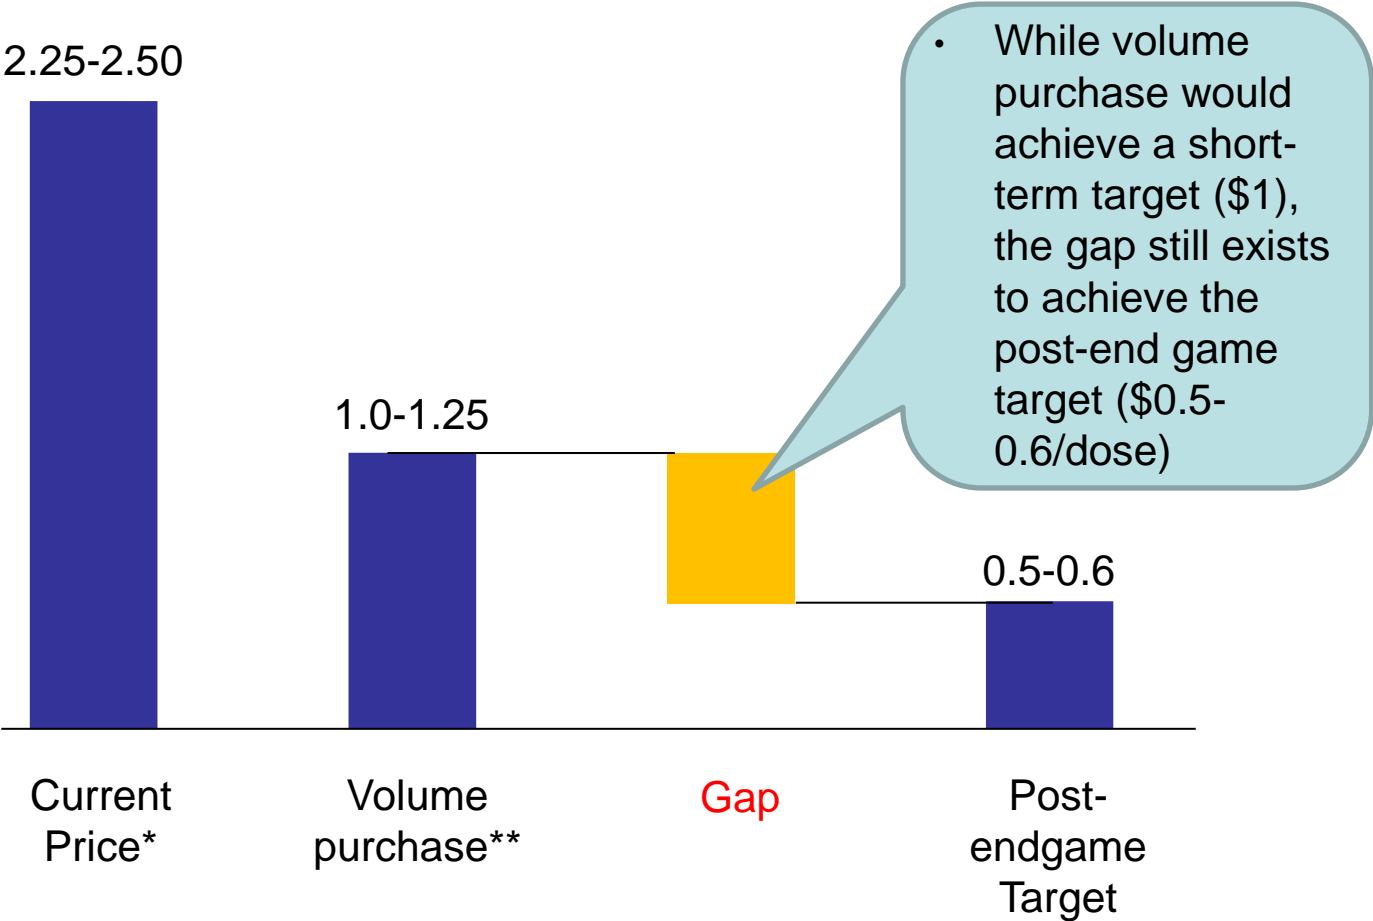 2.25-2.50
• While volume
purchase would
achieve a short-
term target ($1),
the gap still exists
to achieve the
post-end game
target ($0.5-
0.6/dose)
1.0-1.25
0.5-0.6
Current
Price*
Volume
purchase**
Gap
Post-
endgame
Target